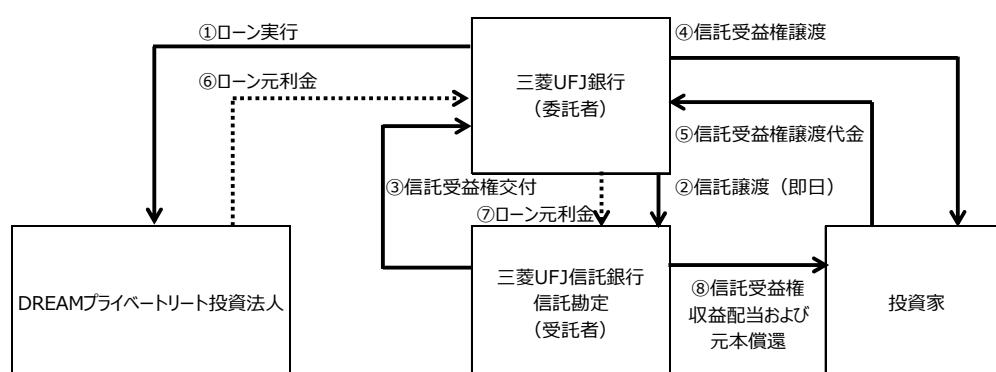 ①ローン実行
④信託受益権譲渡
⑥ローン元利金
三菱UFJ銀行
（委託者）
⑤信託受益権譲渡代金
③信託受益権交付
②信託譲渡（即日）
⑦ローン元利金
DREAMプライベートリート投資法人
三菱UFJ信託銀行
信託勘定
（受託者）
⑧信託受益権
収益配当および
元本償還
投資家